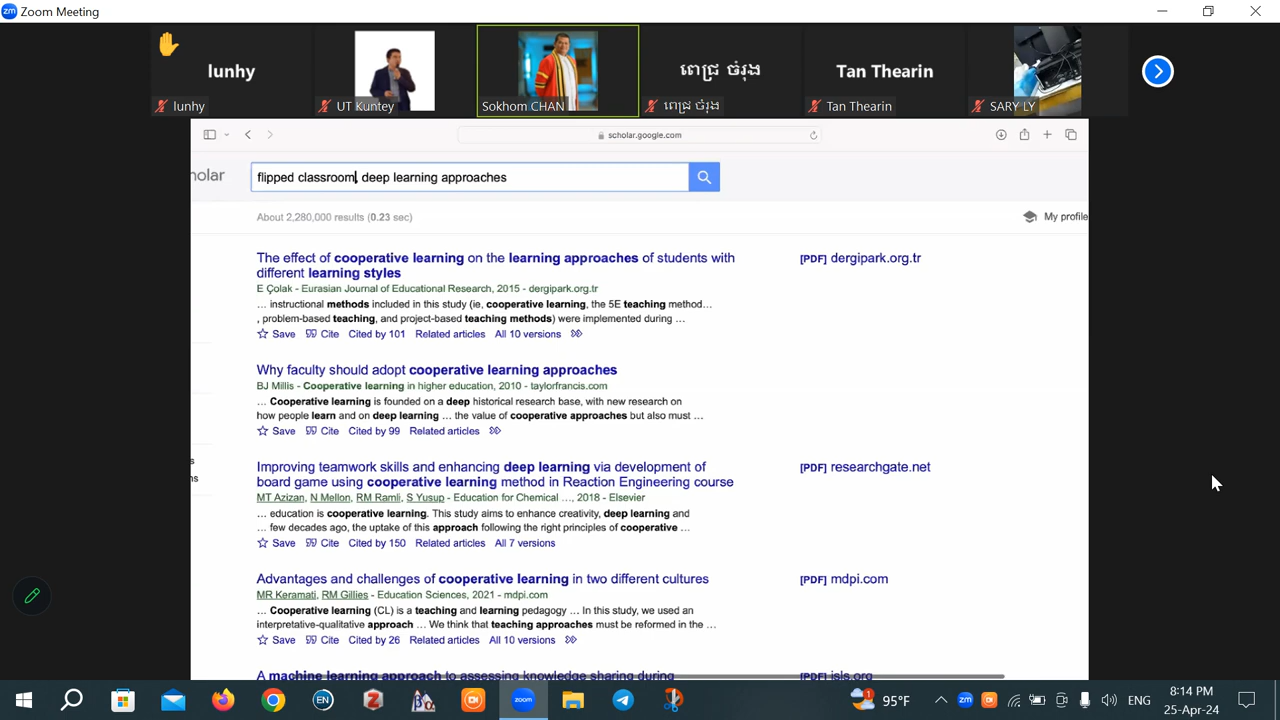 Zoom Meeting
lunhy
ពេជ្រ ច់រ៉ុង
Tan Thearin
lunhy
UT Kuntey
Sokhom CHAN
ពេជ្រ ច់រ៉ុង
Tan Thearin
SARY LY
scholar.google.com
holar
flipped classroom, deep learning approaches
About 2,280,000 results (0.23 sec)
My profile
The effect of cooperative learning on the learning approaches of students with
different learning styles
[PDF] dergipark.org.tr
E Çolak - Eurasian Journal of Educational Research, 2015 - dergipark.org.tr
… instructional methods included in this study (ie, cooperative learning, the 5E teaching method…
, problem-based teaching, and project-based teaching methods) were implemented during …
Save Cite Cited by 101 Related articles All 10 versions
Why faculty should adopt cooperative learning approaches
BJ Millis - Cooperative learning in higher education, 2010 - taylorfrancis.com
… Cooperative learning is founded on a deep historical research base, with new research on
how people learn and on deep learning … the value of cooperative approaches but also must …
Save Cite Cited by 99 Related articles
Improving teamwork skills and enhancing deep learning via development of
board game using cooperative learning method in Reaction Engineering course
[PDF] researchgate.net
MT Azizan, N Mellon, RM Ramli, S Yusup - Education for Chemical …, 2018 - Elsevier
… education is cooperative learning. This study aims to enhance creativity, deep learning and
… few decades ago, the uptake of this approach following the right principles of cooperative …
Save Cite Cited by 150 Related articles All 7 versions
Advantages and challenges of cooperative learning in two different cultures
[PDF] mdpi.com
MR Keramati, RM Gillies - Education Sciences, 2021 - mdpi.com
… Cooperative learning (CL) is a teaching and learning pedagogy … In this study, we used an
interpretative-qualitative approach … We think that teaching approaches must be reformed in the …
Save Cite Cited by 26 Related articles All 10 versions
A machine learning approach to assessing knowledge sharing during
[PDF] isls.org
s
ns
EN
zoom
95°F
ENG
8:14 PM
25-Apr-24